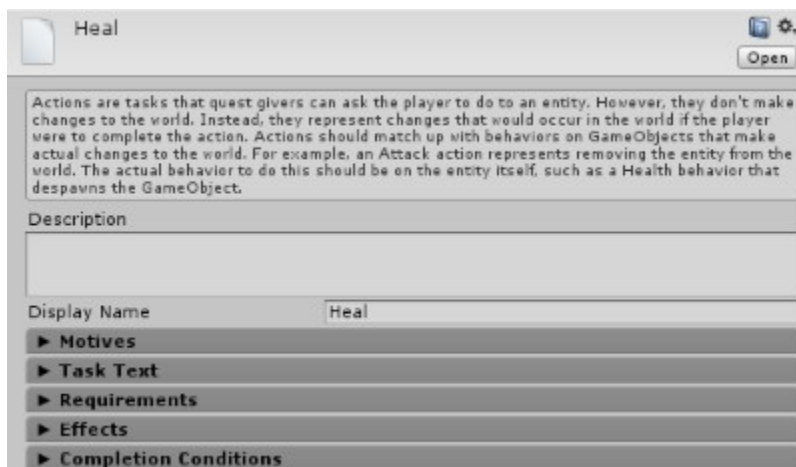 Heal
Open
Actions are tasks that quest givers can ask the player to do to an entity. However, they don't make
changes to the world. Instead, they represent changes that would occur in the world if the player
were to complete the action. Actions should match up with behaviors on GameObjects that make
actual changes to the world. For example, an Attack action represents removing the entity from the
world. The actual behavior to do this should be on the entity itself, such as a Health behavior that
despawns the GameObject.
Description
Display Name Heal
Motives
Task Text
Requirements
Effects
Completion Conditions